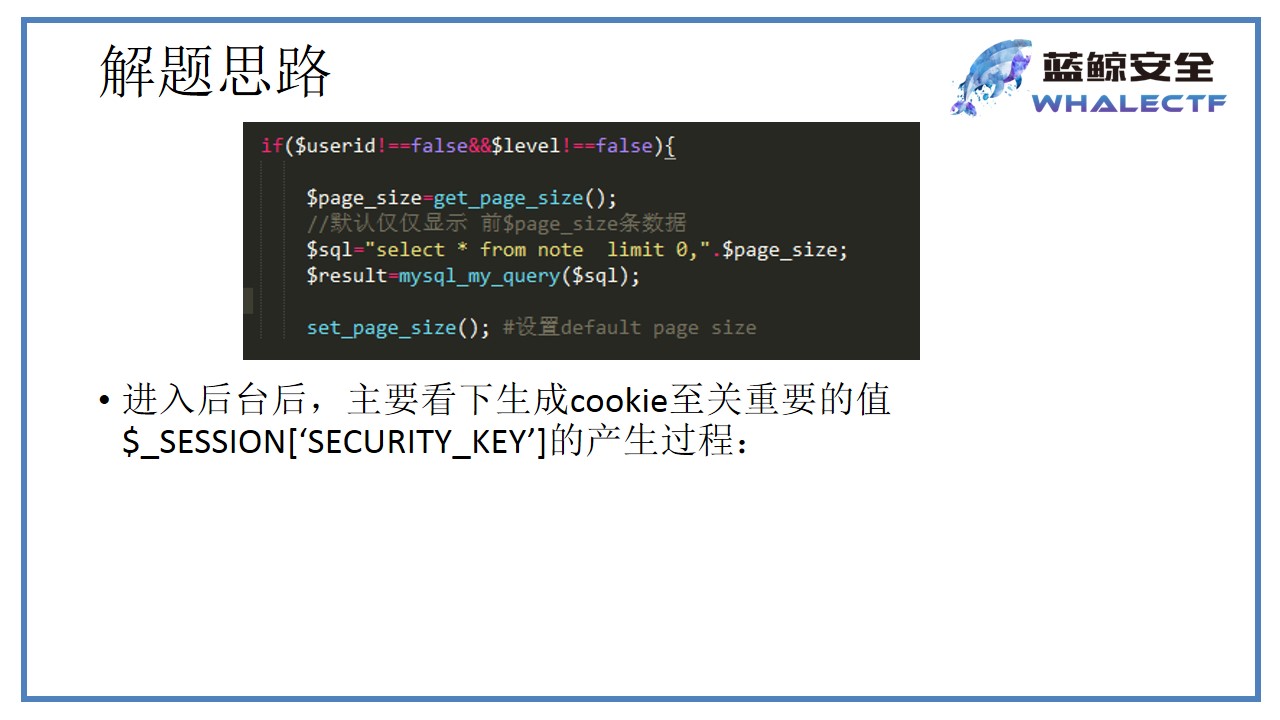 解题思路
蓝鲸安全
WHALECTF
if($userid!==false&&$level!==false){
$page_size=get_page_size();
//默认仅仅显示 前$page_size条数据
$sql="select * from note  limit 0,".$page_size;
$result=mysql_my_query($sql);
set_page_size(); #设置default page size
• 进入后台后，主要看下生成cookie至关重要的值
$_SESSION[‘SECURITY_KEY’]的产生过程：